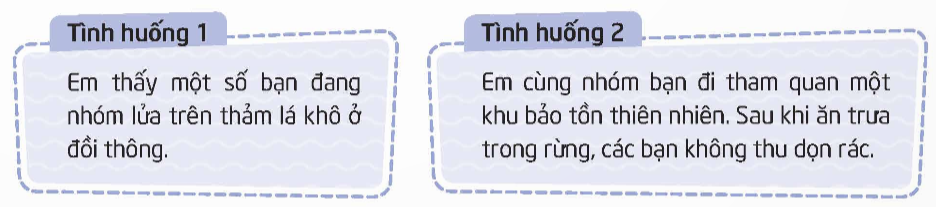 Tình huống 1
Em thấy một số bạn đang
nhóm lửa trên thảm lá khô ở
đồi thông.
Tình huống 2
Em cùng nhóm bạn đi tham quan một
khu bảo tồn thiên nhiên. Sau khi ăn trưa
trong rừng, các bạn không thu dọn rác.